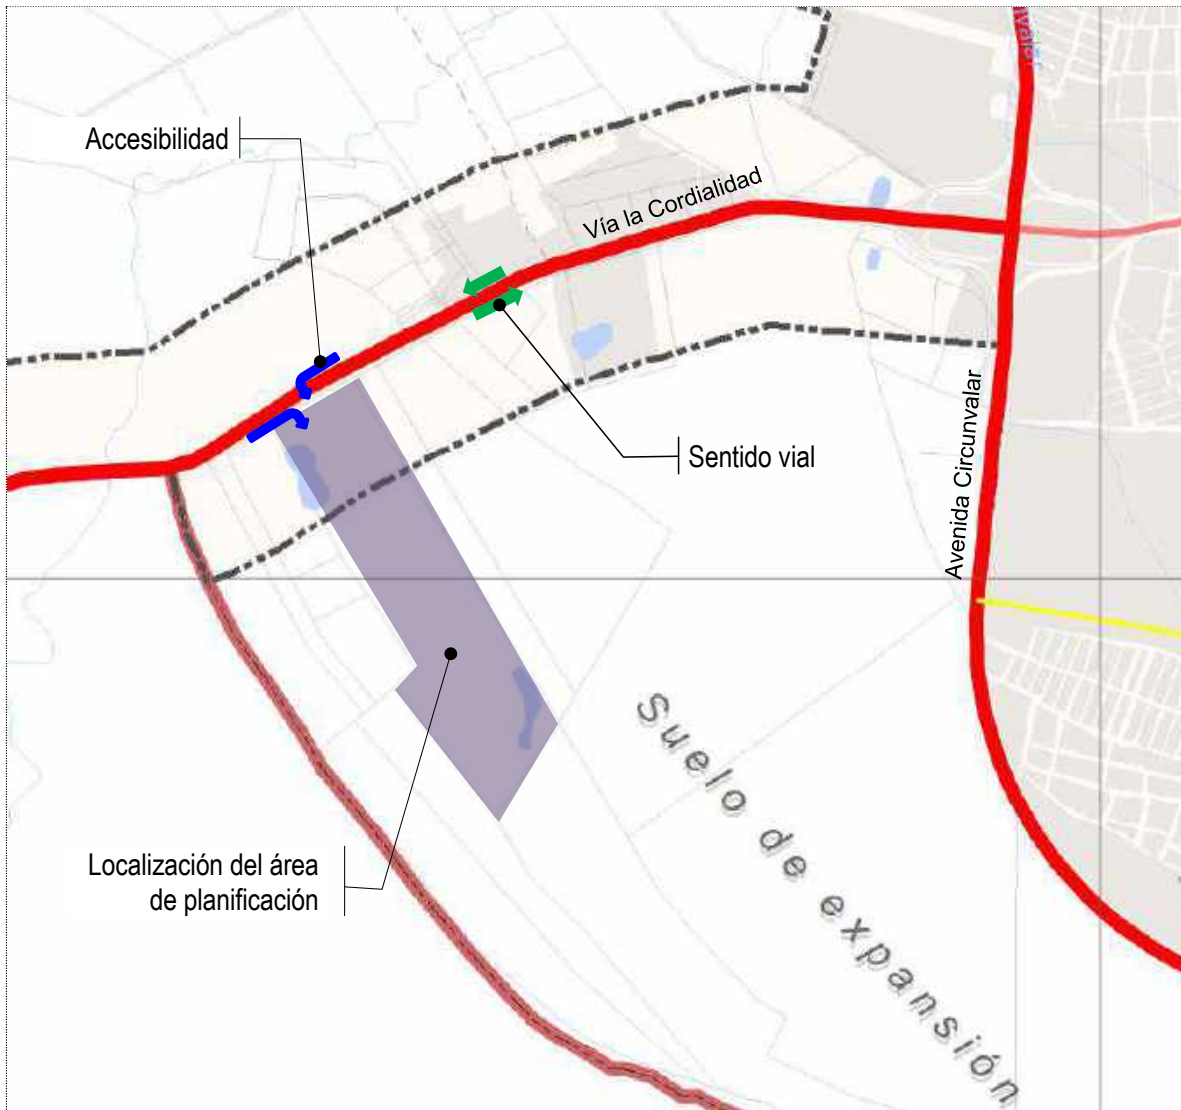 Accesibilidad
Vía la Cordialidad
Sentido vial
Avenida Circunvalar
Localización del área
de planificación
Suelo de expansión